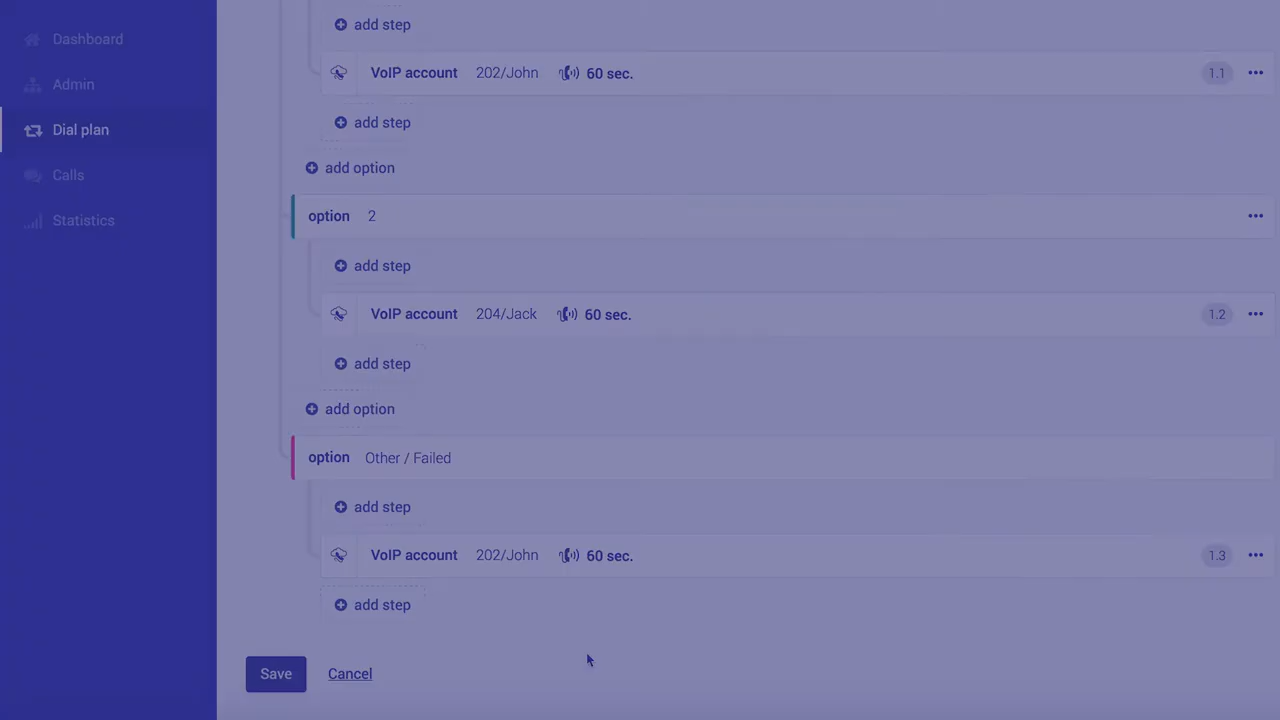 Dashboard
Admin
Dial plan
Calls
Statistics
add step
VoIP account 202/John 60 sec. 1.1
add step
add option
option 2
add step
VoIP account 204/Jack 60 sec. 1.2
add step
add option
option Other / Failed
add step
VoIP account 202/John 60 sec. 1.3
add step
Save Cancel